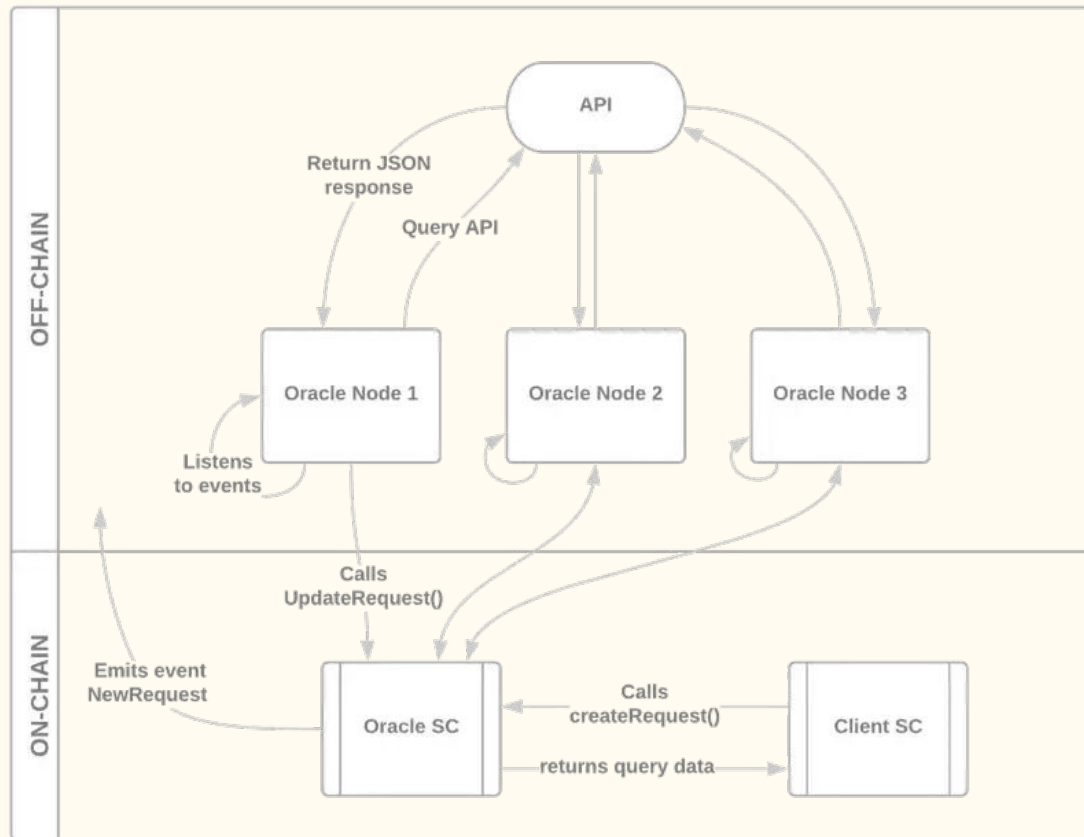 OFF-CHAIN
API
Return JSON
response
Query API
Oracle Node 1
Oracle Node 2
Oracle Node 3
Listens
to events
ON-CHAIN
Calls
UpdateRequest()
Emits event
NewRequest
Oracle SC
Calls
createRequest()
returns query data
Client SC